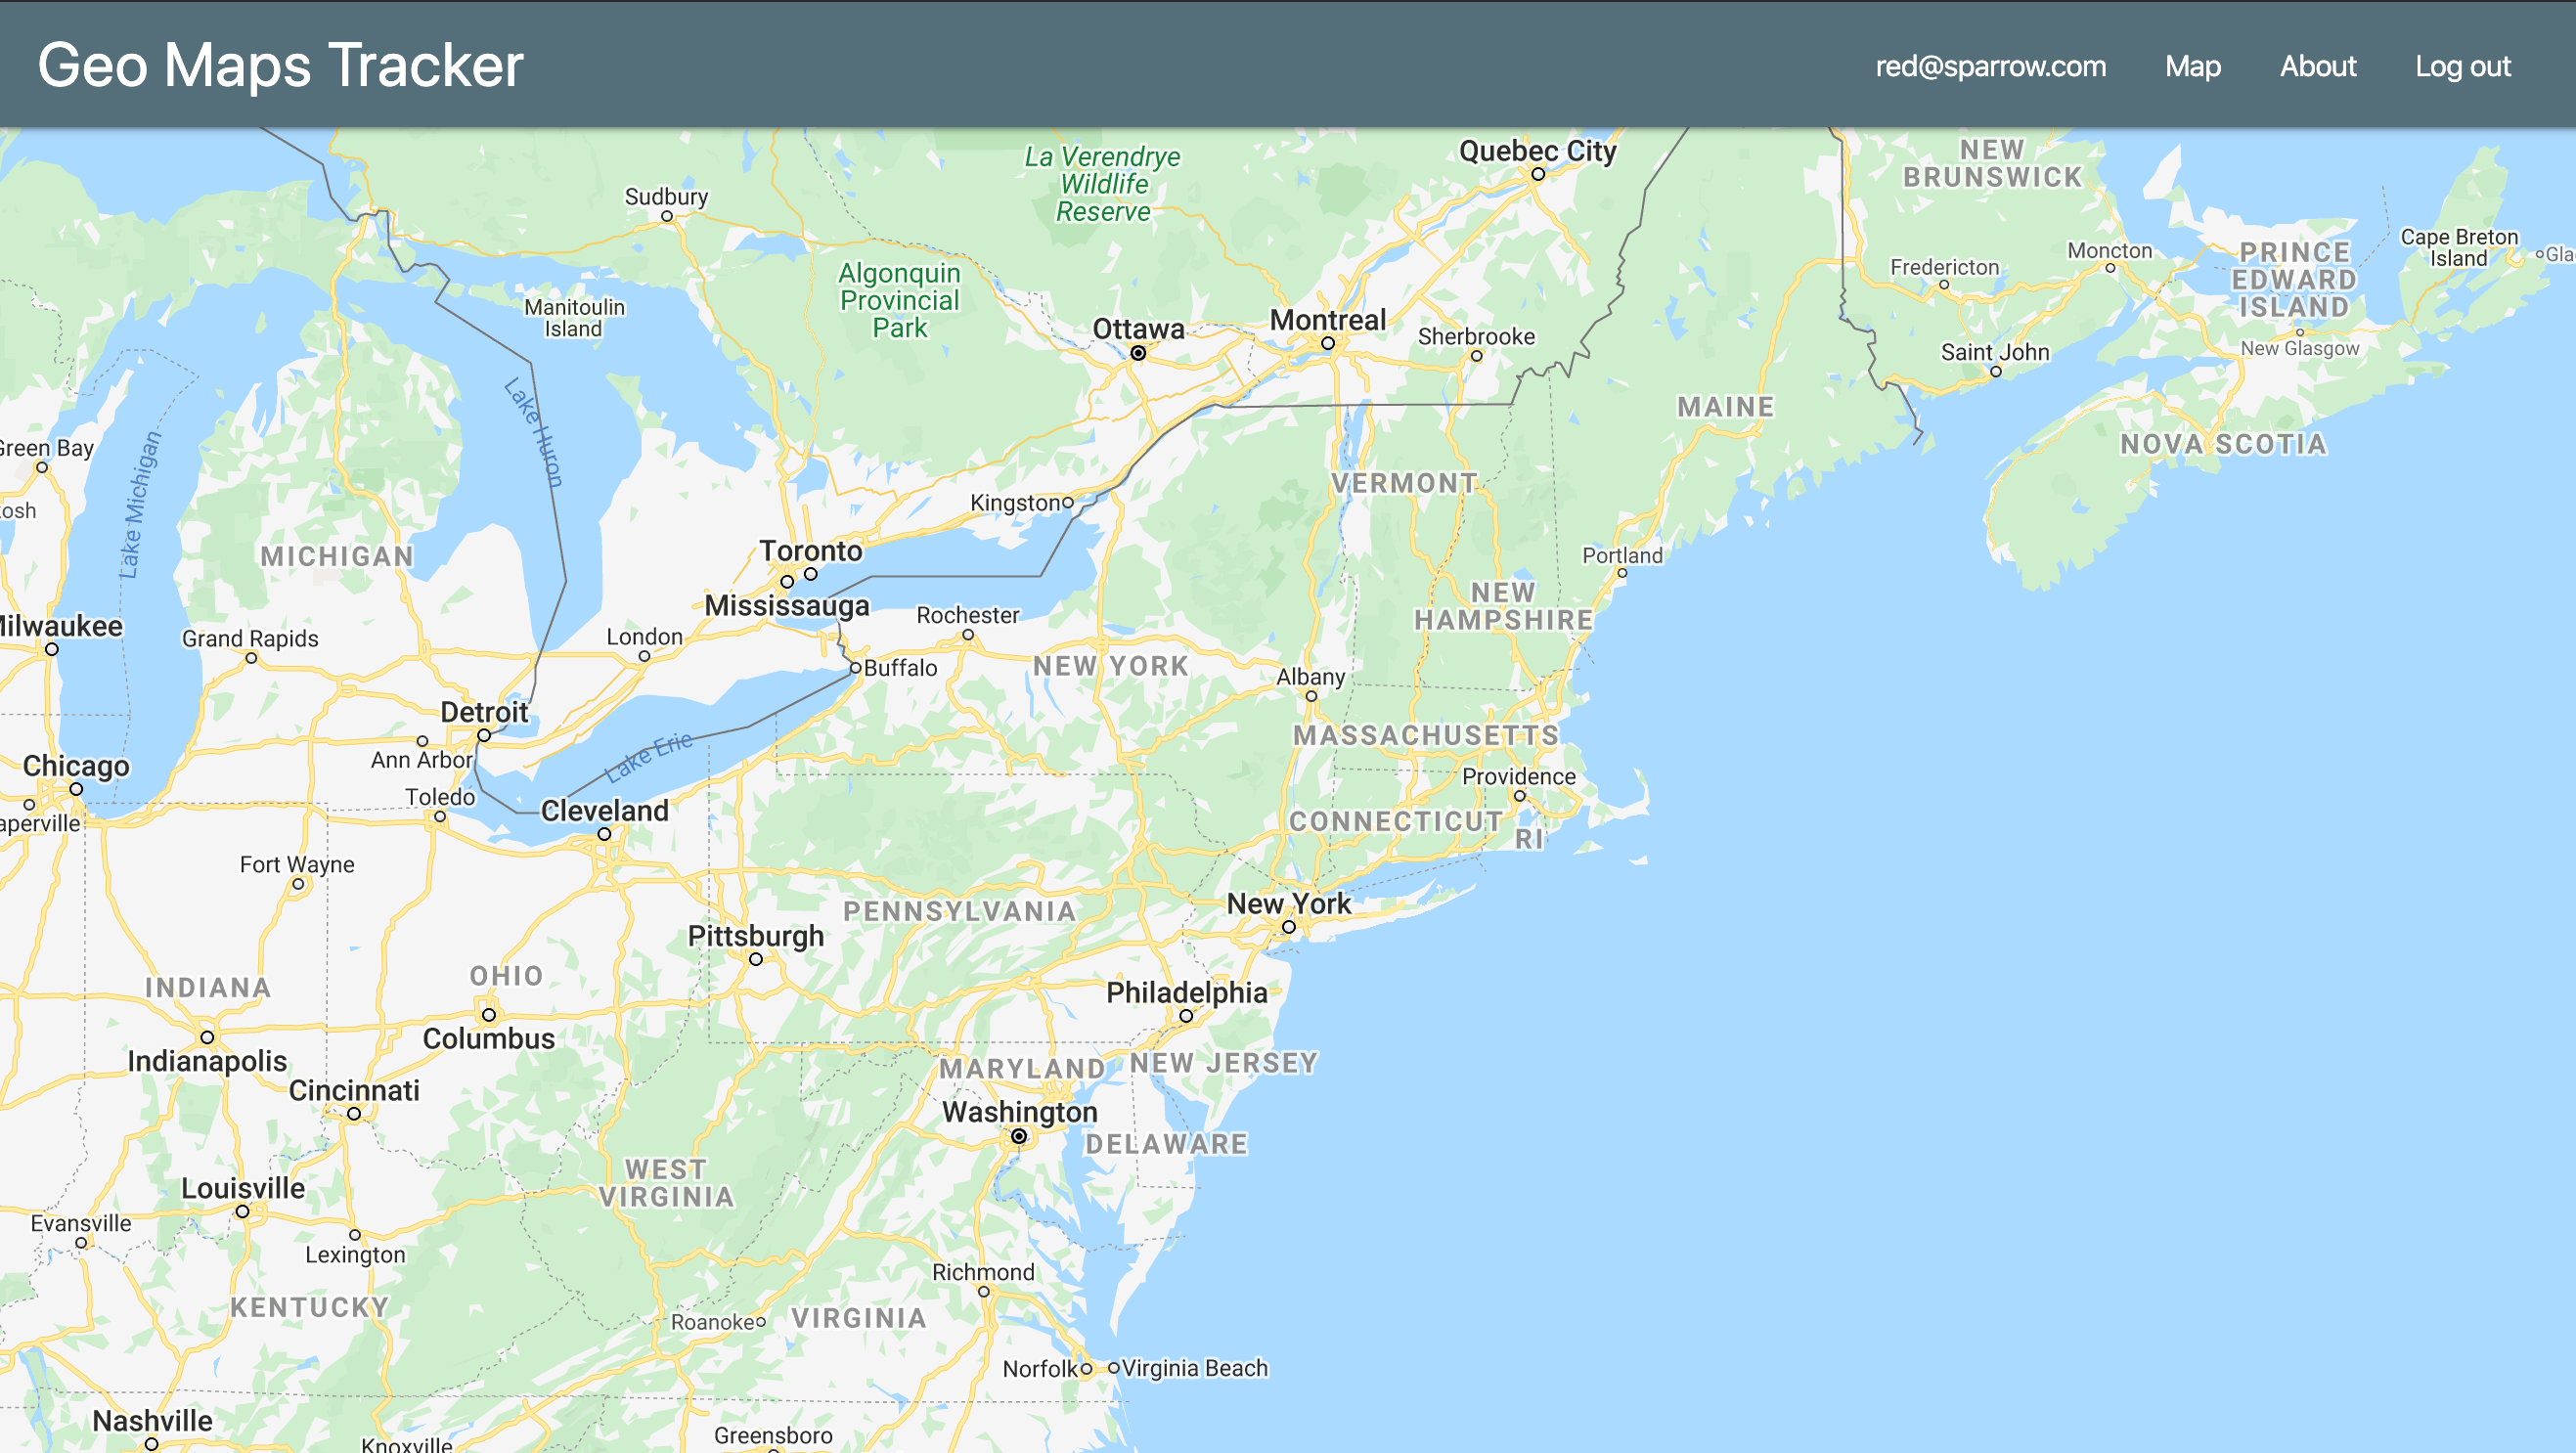 Geo Maps Tracker
red@sparrow.com
Map
About
Log out
La Verendrye
Wildlife
Reserve
Quebec City
NEW
BRUNSWICK
Sudbury
Cape Breton
Island
Gla
PRINCE
EDWARD
ISLAND
Moncton
Fredericton
Algonquin
Provincial
Park
Manitoulin
Island
Ottawa
Montreal
Sherbrooke
New Glasgow
Saint John
Lake Huron
MAINE
Green Bay
Lake Michigan
NOVA SCOTIA
VERMONT
Kingston
osh
MICHIGAN
Toronto
Portland
Mississauga
NEW
HAMPSHIRE
Rochester
Milwaukee
Grand Rapids
London
Buffalo
NEW YORK
Albany
Detroit
MASSACHUSETTS
Lake Erie
Ann Arbor
Chicago
Providence
Toledo
Cleveland
aperville
CONNECTICUT
RI
Fort Wayne
New York
PENNSYLVANIA
Pittsburgh
OHIO
INDIANA
Philadelphia
Columbus
Indianapolis
MARYLAND
NEW JERSEY
Cincinnati
Washington
DELAWARE
WEST
VIRGINIA
Louisville
Evansville
Lexington
Richmond
KENTUCKY
VIRGINIA
Roanoke
Norfolk
Virginia Beach
Nashville
Greensboro
Knoxville